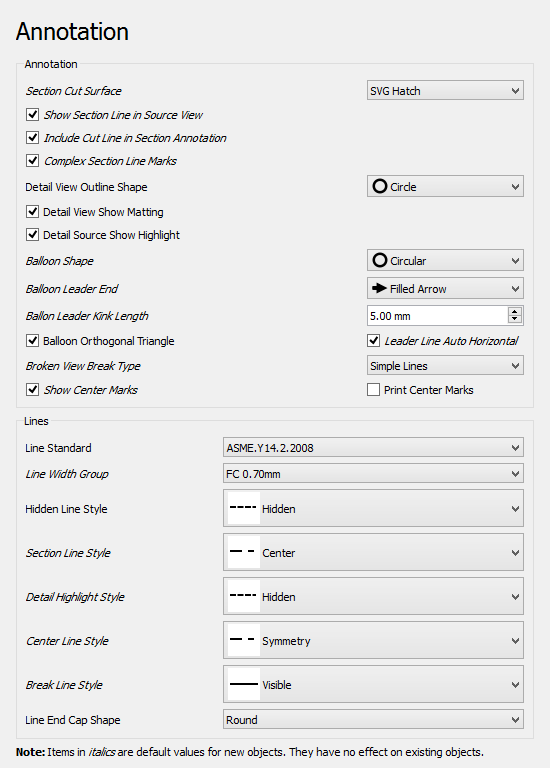 Annotation
Annotation
Section Cut Surface
SVG Hatch
Show Section Line in Source View
Include Cut Line in Section Annotation
Complex Section Line Marks
Detail View Outline Shape
Circle
Detail View Show Matting
Detail Source Show Highlight
Balloon Shape
Circular
Balloon Leader End
Filled Arrow
Ballon Leader Kink Length
5.00 mm
Balloon Orthogonal Triangle
Leader Line Auto Horizontal
Broken View Break Type
Simple Lines
Show Center Marks
Print Center Marks
Lines
Line Standard
ASME.Y14.2.2008
Line Width Group
FC 0.70mm
Hidden Line Style
Hidden
Section Line Style
Center
Detail Highlight Style
Hidden
Center Line Style
Symmetry
Break Line Style
Visible
Line End Cap Shape
Round
Note: Items in italics are default values for new objects. They have no effect on existing objects.